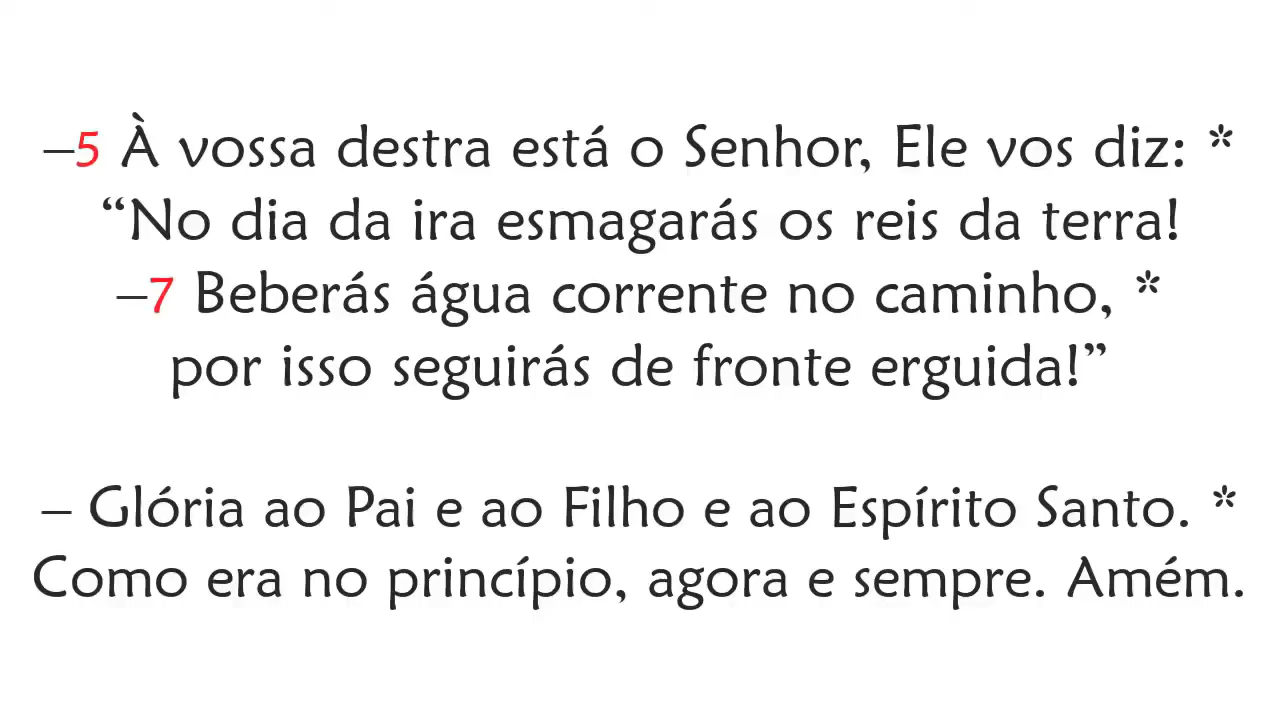 –5 À vossa destra está o Senhor, Ele vos diz: *
“No dia da ira esmagarás os reis da terra!
–7 Beberás água corrente no caminho, *
por isso seguirás de fronte erguida!”
– Glória ao Pai e ao Filho e ao Espírito Santo. *
Como era no princípio, agora e sempre. Amém.